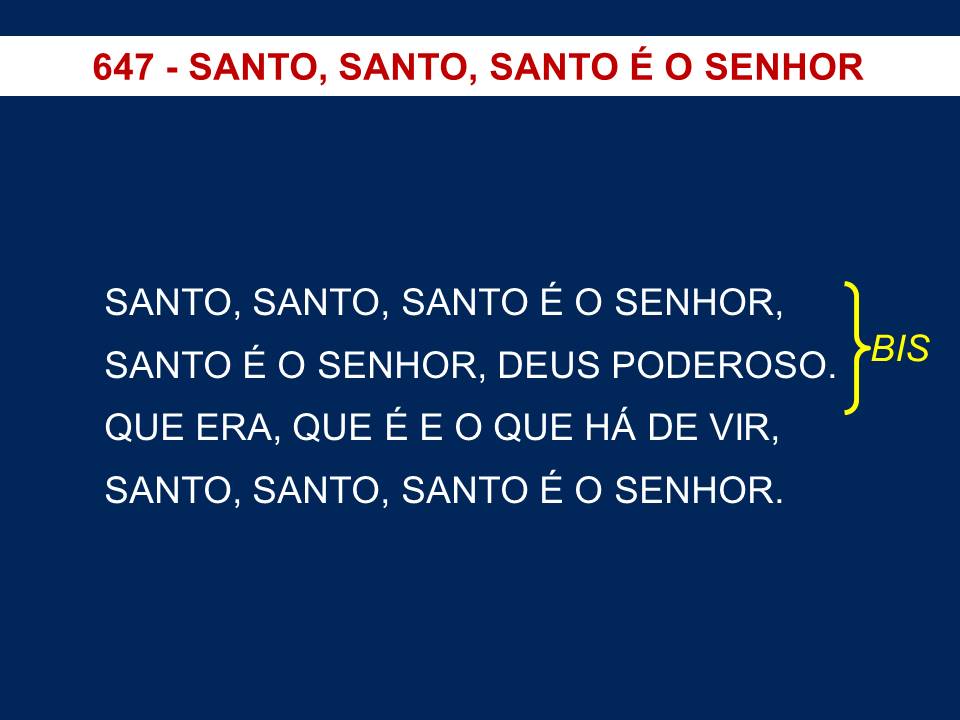 647 - SANTO, SANTO, SANTO É O SENHOR
SANTO, SANTO, SANTO É O SENHOR,
SANTO É O SENHOR, DEUS PODEROSO.
BIS
QUE ERA, QUE É E O QUE HÁ DE VIR,
SANTO, SANTO, SANTO É O SENHOR.